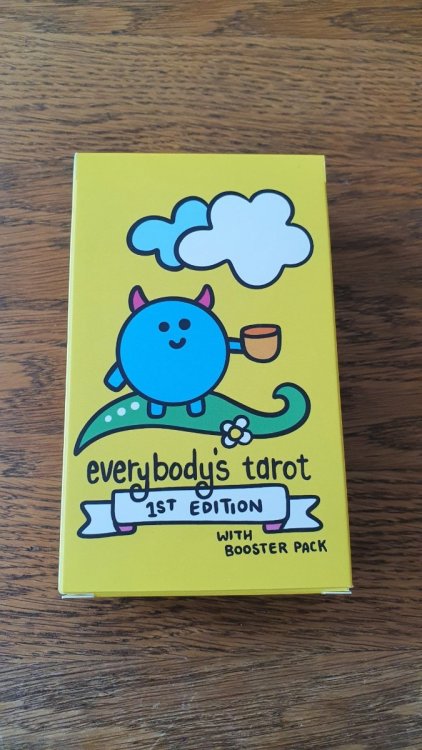 everybody's tarot
1ST EDITION
WITH
BOOSTER PACK